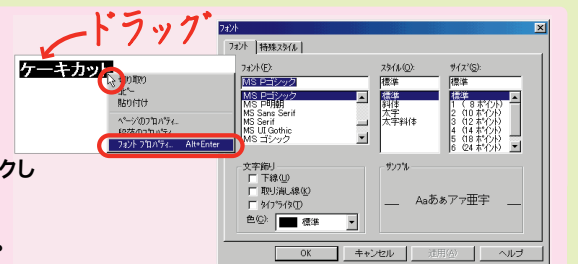 ドラッグ
ケーキカット
切り取り
コピー
貼り付け
ページのプロパティ...
段落のプロパティ...
フォント プロパティ... Alt+Enter
クし
フォント
フォント 特殊スタイル
フォント(F):
MS Pゴシック
MS Pゴシック
MS P明朝
MS Sans Serif
MS Serif
MS UI Gothic
MS ゴシック
スタイル(O):
標準
標準
斜体
太字
太字斜体
サイズ(S):
標準
標準
1 ( 8 ポイント)
2 (10 ポイント)
3 (12 ポイント)
4 (14 ポイント)
5 (18 ポイント)
6 (24 ポイント)
文字飾り
下線(U)
取り消し線(K)
タイプライタ(T)
色(C): 標準
サンプル
Aaあぁアァ亜宇
OK キャンセル 適用(A) ヘルプ